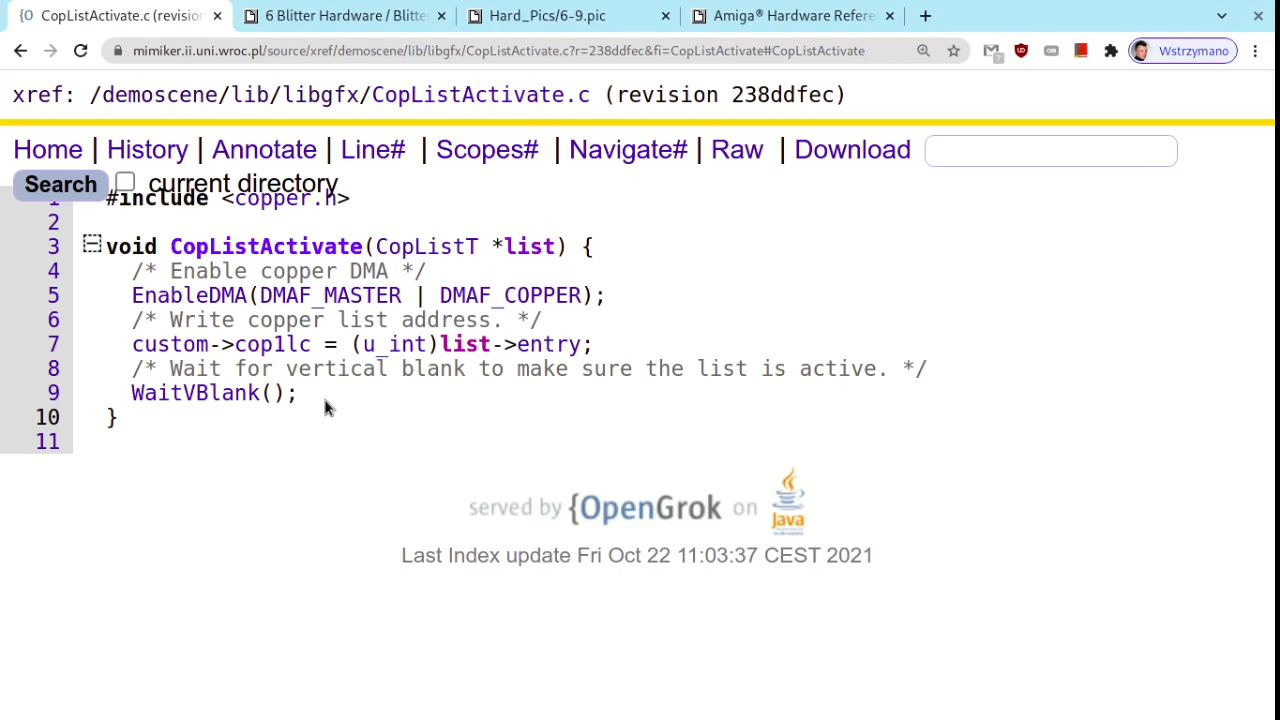 CopListActivate.c (revision
6 Blitter Hardware / Blitte
Hard_Pics/6-9.pic
Amiga® Hardware Refere
mimiker.ii.uni.wroc.pl/source/xref/demoscene/lib/libgfx/CopListActivate.c?r=238ddfec&fi=CopListActivate#CopListActivate
Wstrzymano
xref: /demoscene/lib/libgfx/CopListActivate.c (revision 238ddfec)
Home | History | Annotate | Line# | Scopes# | Navigate# | Raw | Download
Search current directory
1 #include <copper.h>
2
3 void CopListActivate(CopListT *list) {
4 /* Enable copper DMA */
5 EnableDMA(DMAF_MASTER | DMAF_COPPER);
6 /* Write copper list address. */
7 custom->cop1lc = (u_int)list->entry;
8 /* Wait for vertical blank to make sure the list is active. */
9 WaitVBlank();
10 }
11
served by {OpenGrok on Java
Last Index update Fri Oct 22 11:03:37 CEST 2021